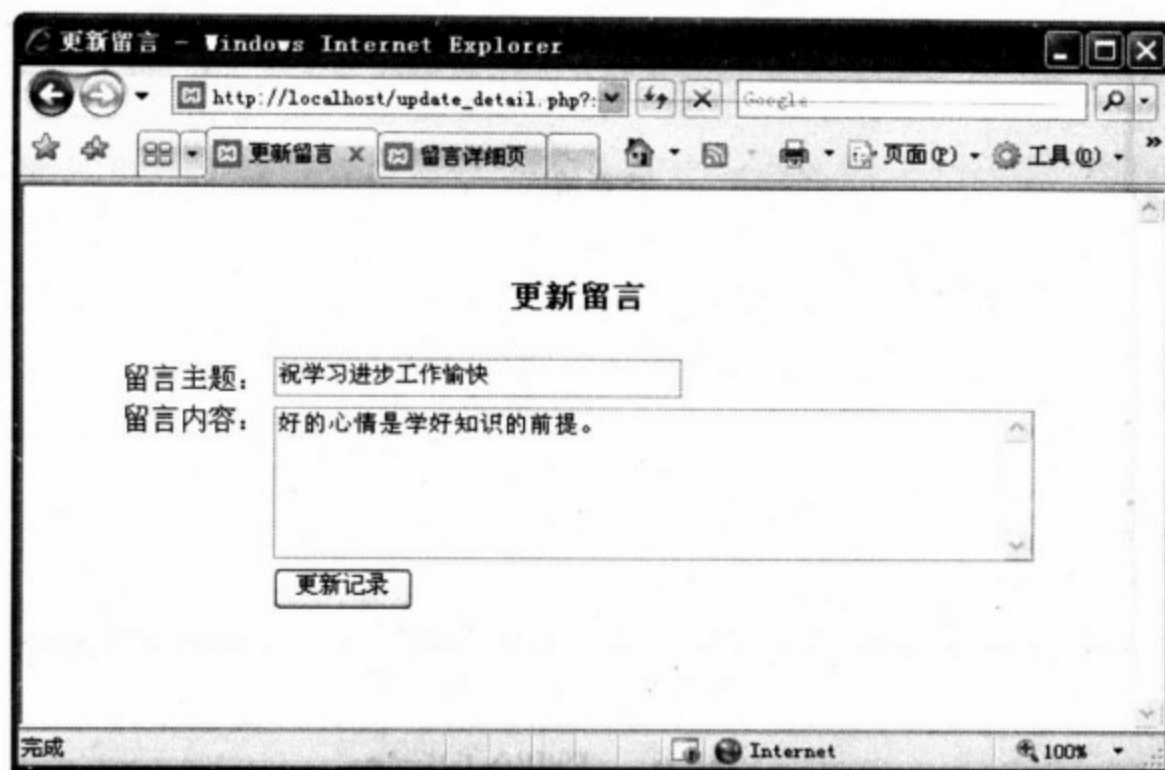 更新留言 - Windows Internet Explorer
http://localhost/update_detail.php?:
Google
更新留言
留言详细页
页面(P)
工具(O)
»
更新留言
留言主题：
祝学习进步工作愉快
留言内容：
好的心情是学好知识的前提。
更新记录
完成
Internet
100%